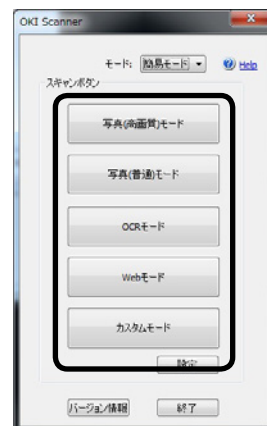 OKI Scanner
モード: 簡易モード Help
スキャンボタン
写真(高画質)モード
写真(普通)モード
OCRモード
Webモード
カスタムモード
設定
バージョン情報 終了